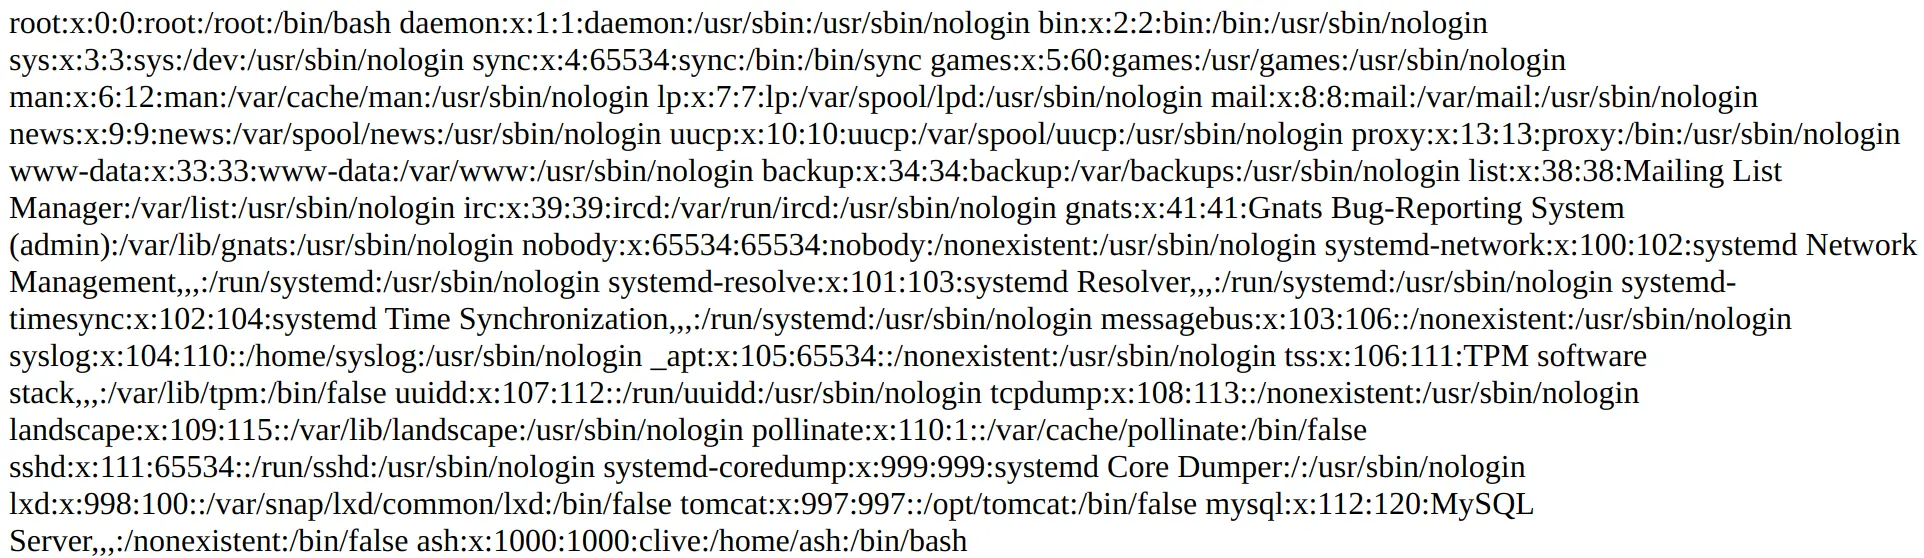 root:x:0:0:root:/root:/bin/bash daemon:x:1:1:daemon:/usr/sbin:/usr/sbin/nologin bin:x:2:2:bin:/bin:/usr/sbin/nologin
sys:x:3:3:sys:/dev:/usr/sbin/nologin sync:x:4:65534:sync:/bin:/bin/sync games:x:5:60:games:/usr/games:/usr/sbin/nologin
man:x:6:12:man:/var/cache/man:/usr/sbin/nologin lp:x:7:7:lp:/var/spool/lpd:/usr/sbin/nologin mail:x:8:8:mail:/var/mail:/usr/sbin/nologin
news:x:9:9:news:/var/spool/news:/usr/sbin/nologin uucp:x:10:10:uucp:/var/spool/uucp:/usr/sbin/nologin proxy:x:13:13:proxy:/bin:/usr/sbin/nologin
www-data:x:33:33:www-data:/var/www:/usr/sbin/nologin backup:x:34:34:backup:/var/backups:/usr/sbin/nologin list:x:38:38:Mailing List
Manager:/var/list:/usr/sbin/nologin irc:x:39:39:ircd:/var/run/ircd:/usr/sbin/nologin gnats:x:41:41:Gnats Bug-Reporting System
(admin):/var/lib/gnats:/usr/sbin/nologin nobody:x:65534:65534:nobody:/nonexistent:/usr/sbin/nologin systemd-network:x:100:102:systemd Network
Management,,,:/run/systemd:/usr/sbin/nologin systemd-resolve:x:101:103:systemd Resolver,,,:/run/systemd:/usr/sbin/nologin systemd-
timesync:x:102:104:systemd Time Synchronization,,,:/run/systemd:/usr/sbin/nologin messagebus:x:103:106::/nonexistent:/usr/sbin/nologin
syslog:x:104:110::/home/syslog:/usr/sbin/nologin _apt:x:105:65534::/nonexistent:/usr/sbin/nologin tss:x:106:111:TPM software
stack,,,:/var/lib/tpm:/bin/false uuidd:x:107:112::/run/uuidd:/usr/sbin/nologin tcpdump:x:108:113::/nonexistent:/usr/sbin/nologin
landscape:x:109:115::/var/lib/landscape:/usr/sbin/nologin pollinate:x:110:1::/var/cache/pollinate:/bin/false
sshd:x:111:65534::/run/sshd:/usr/sbin/nologin systemd-coredump:x:999:999:systemd Core Dumper:/:/usr/sbin/nologin
lxd:x:998:100::/var/snap/lxd/common/lxd:/bin/false tomcat:x:997:997::/opt/tomcat:/bin/false mysql:x:112:120:MySQL
Server,,,:/nonexistent:/bin/false ash:x:1000:1000:clive:/home/ash:/bin/bash